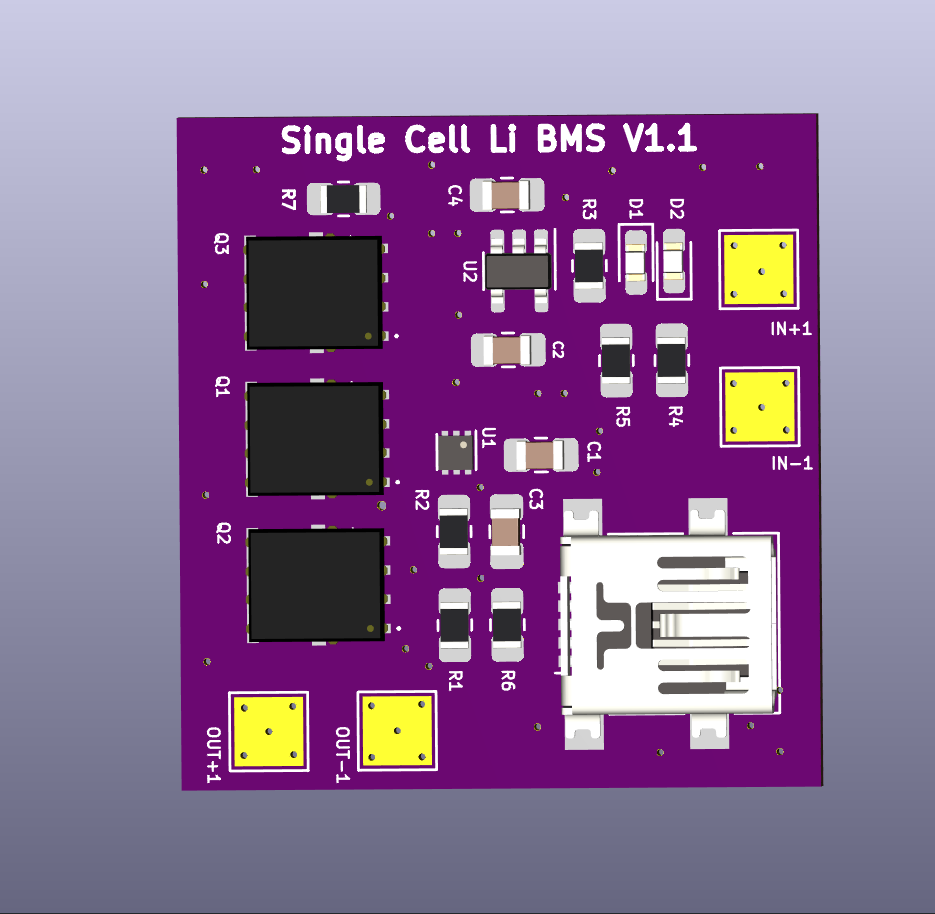 Single Cell Li BMS V1.1
R7
C4
R3
D1
D2
Q3
U2
IN+1
C2
Q1
R5
R4
U1
C1
IN-1
R2
C3
Q2
R1
R6
OUT+1
OUT-1